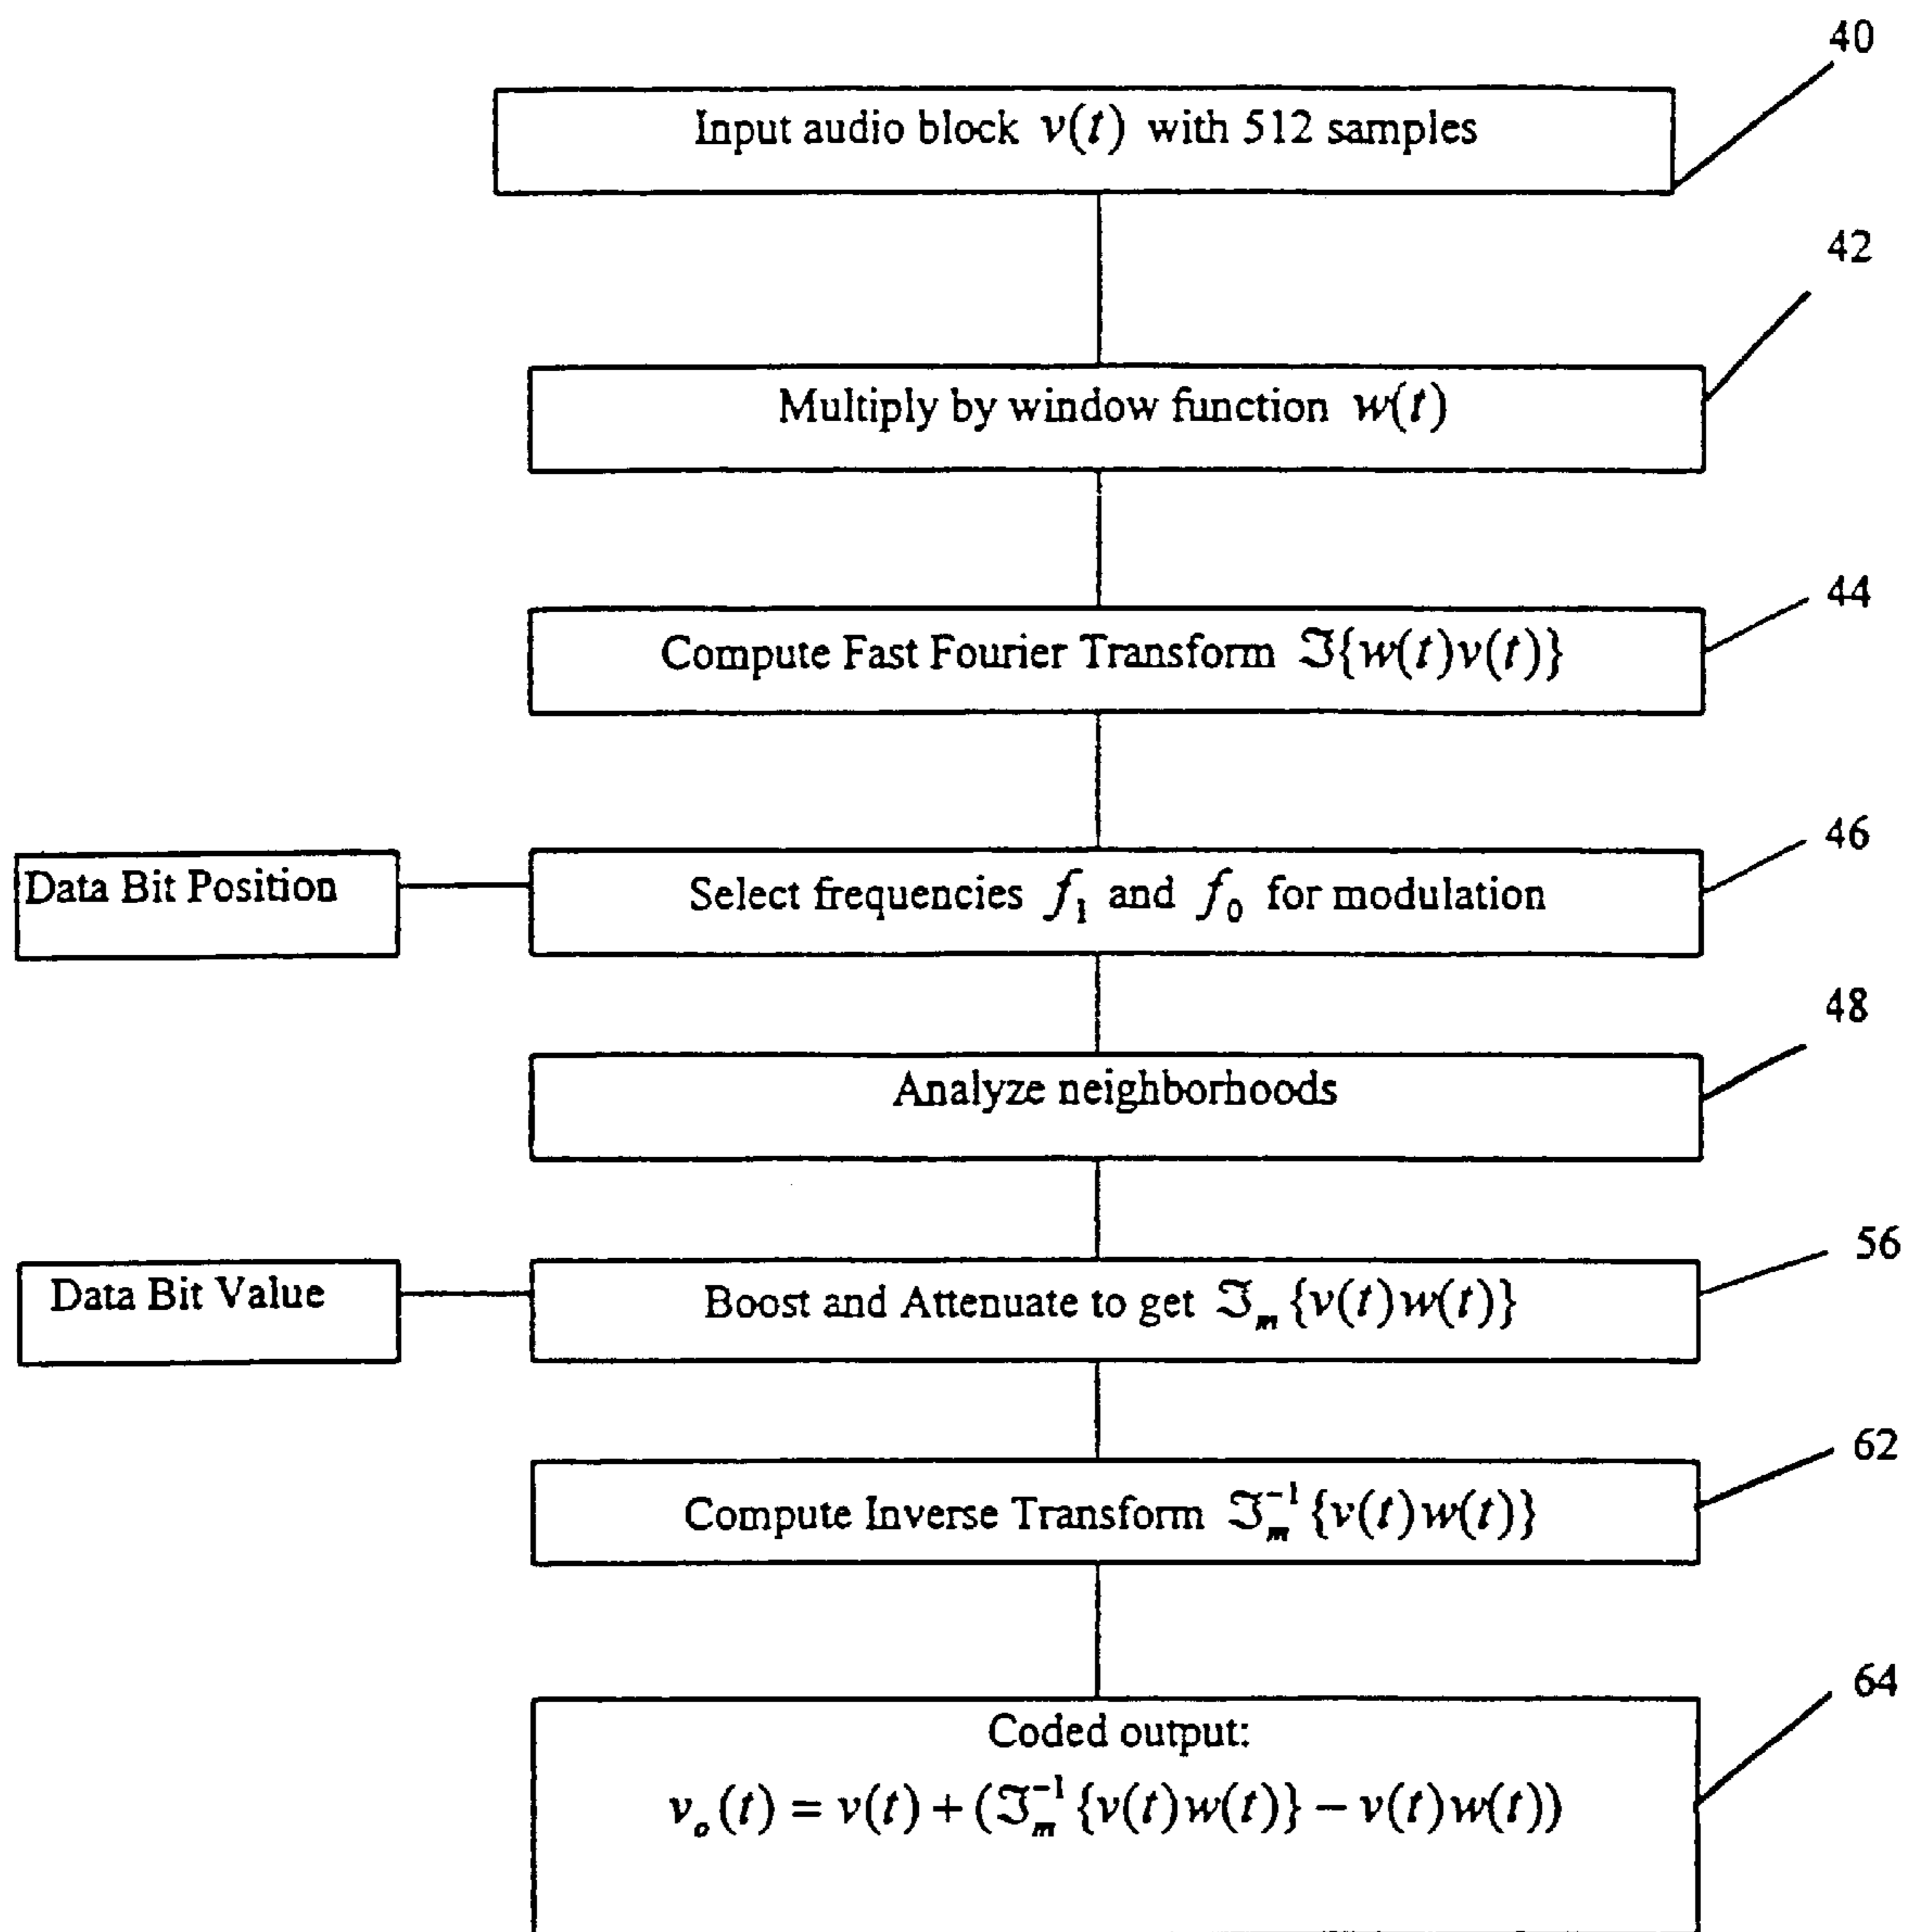 40
Input audio block v(t) with 512 samples
42
Multiply by window function w(t)
44
Compute Fast Fourier Transform ℑ{w(t)v(t)}
46
Data Bit Position
Select frequencies f₁ and f₀ for modulation
48
Analyze neighborhoods
56
Data Bit Value
Boost and Attenuate to get ℑₘ{v(t)w(t)}
62
Compute Inverse Transform ℑₘ⁻¹{v(t)w(t)}
64
Coded output:
vₒ(t) = v(t) + (ℑₘ⁻¹{v(t)w(t)} − v(t)w(t))